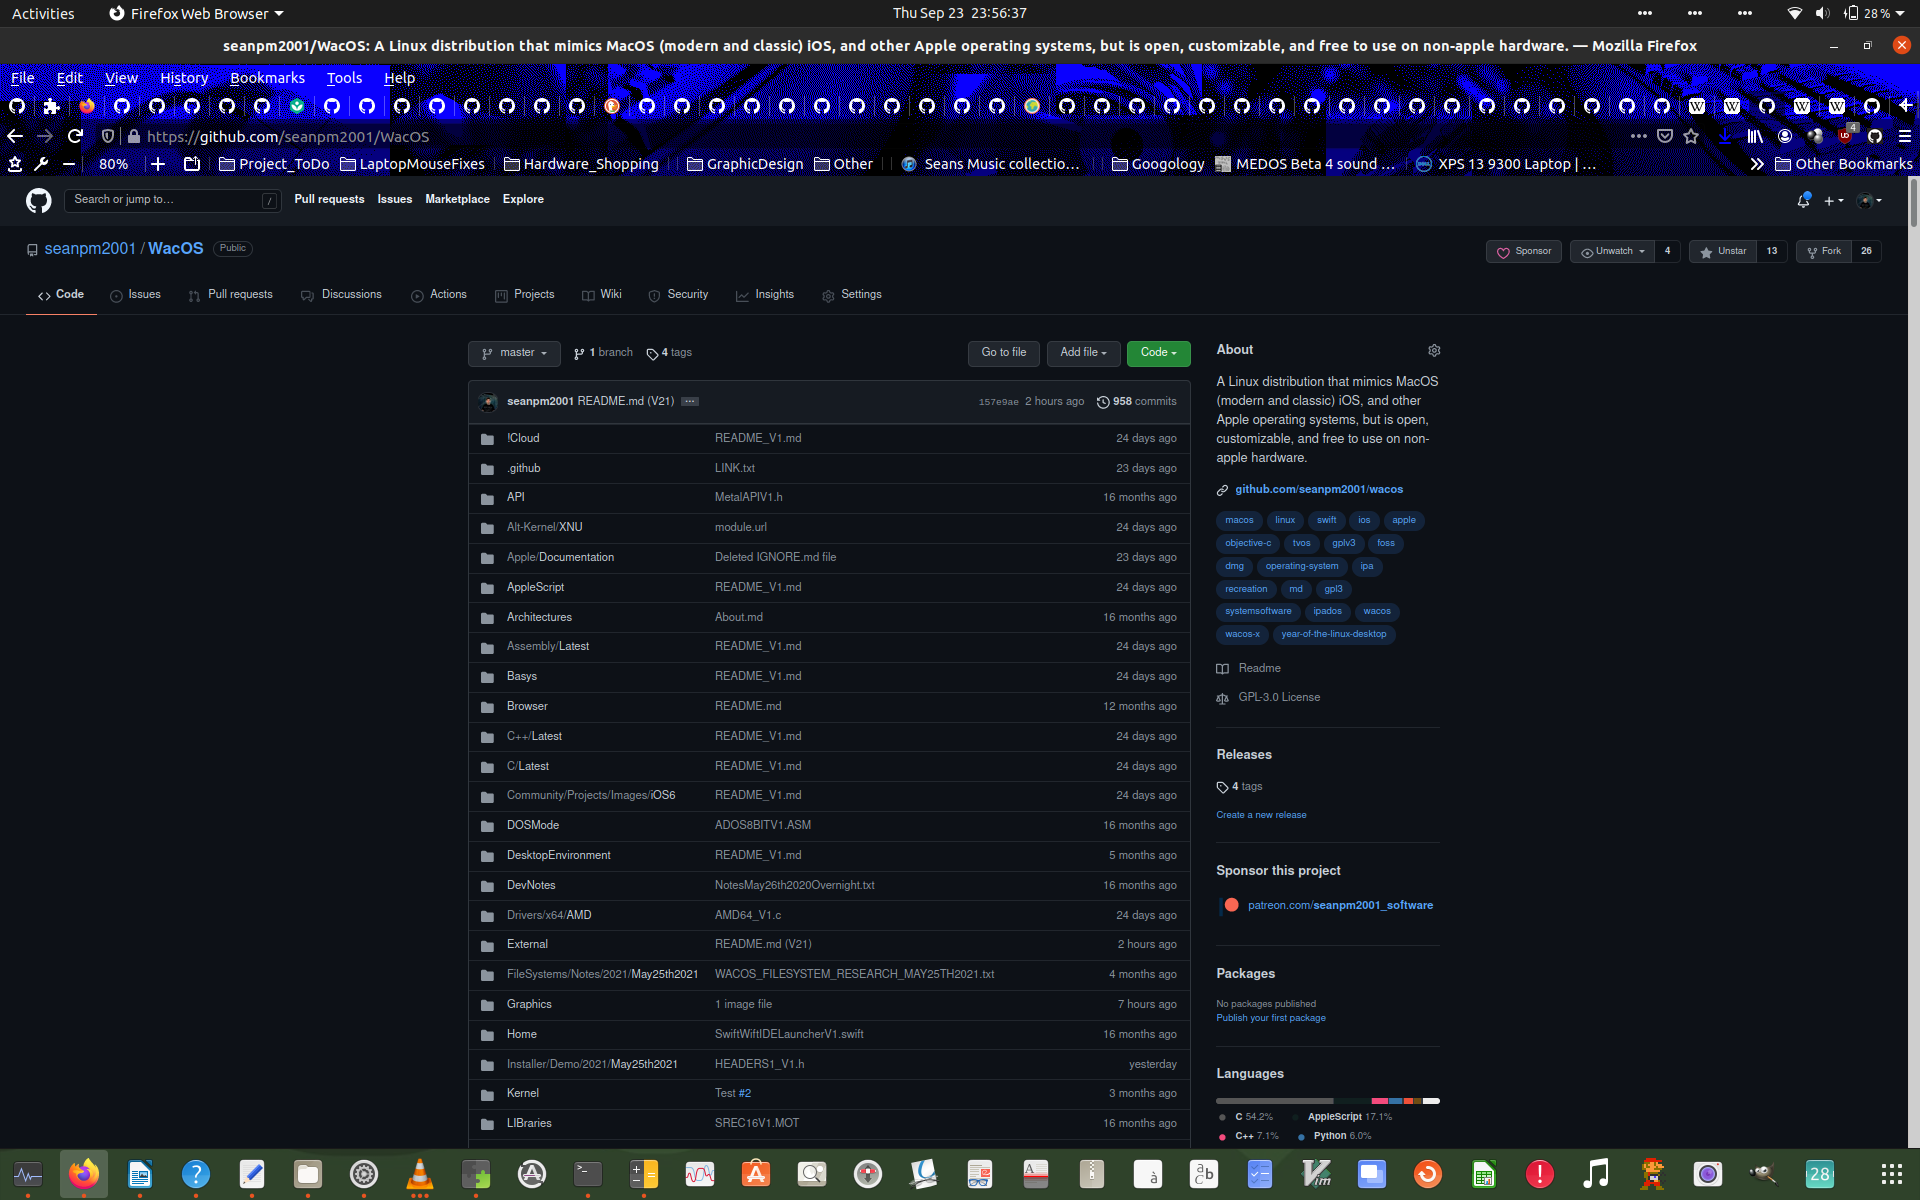 Activities Firefox Web Browser Thu Sep 23 23:56:37 28 %
seanpm2001/WacOS: A Linux distribution that mimics MacOS (modern and classic) iOS, and other Apple operating systems, but is open, customizable, and free to use on non-apple hardware. — Mozilla Firefox
File Edit View History Bookmarks Tools Help
https://github.com/seanpm2001/WacOS 4
80% Project_ToDo LaptopMouseFixes Hardware_Shopping GraphicDesign Other Seans Music collectio… Googology MEDOS Beta 4 sound … XPS 13 9300 Laptop | … Other Bookmarks
Search or jump to… / Pull requests Issues Marketplace Explore
seanpm2001 / WacOS Public Sponsor Unwatch 4 Unstar 13 Fork 26
Code Issues Pull requests Discussions Actions Projects Wiki Security Insights Settings
master 1 branch 4 tags Go to file Add file Code
seanpm2001 README.md (V21) 157e9ae 2 hours ago 958 commits
!Cloud README_V1.md 24 days ago
.github LINK.txt 23 days ago
API MetalAPIV1.h 16 months ago
Alt-Kernel/XNU module.url 24 days ago
Apple/Documentation Deleted IGNORE.md file 23 days ago
AppleScript README_V1.md 24 days ago
Architectures About.md 16 months ago
Assembly/Latest README_V1.md 24 days ago
Basys README_V1.md 24 days ago
Browser README.md 12 months ago
C++/Latest README_V1.md 24 days ago
C/Latest README_V1.md 24 days ago
Community/Projects/Images/iOS6 README_V1.md 24 days ago
DOSMode ADOS8BITV1.ASM 16 months ago
DesktopEnvironment README_V1.md 5 months ago
DevNotes NotesMay26th2020Overnight.txt 16 months ago
Drivers/x64/AMD AMD64_V1.c 24 days ago
External README.md (V21) 2 hours ago
FileSystems/Notes/2021/May25th2021 WACOS_FILESYSTEM_RESEARCH_MAY25TH2021.txt 4 months ago
Graphics 1 image file 7 hours ago
Home SwiftWiftIDELauncherV1.swift 16 months ago
Installer/Demo/2021/May25th2021 HEADERS1_V1.h yesterday
Kernel Test #2 3 months ago
LIBraries SREC16V1.MOT 16 months ago
About
A Linux distribution that mimics MacOS
(modern and classic) iOS, and other
Apple operating systems, but is open,
customizable, and free to use on non-
apple hardware.
github.com/seanpm2001/wacos
macos linux swift ios apple
objective-c tvos gplv3 foss
dmg operating-system ipa
recreation md gpl3
systemsoftware ipados wacos
wacos-x year-of-the-linux-desktop
Readme
GPL-3.0 License
Releases
4 tags
Create a new release
Sponsor this project
patreon.com/seanpm2001_software
Packages
No packages published
Publish your first package
Languages
C 54.2% AppleScript 17.1%
C++ 7.1% Python 6.0%
28